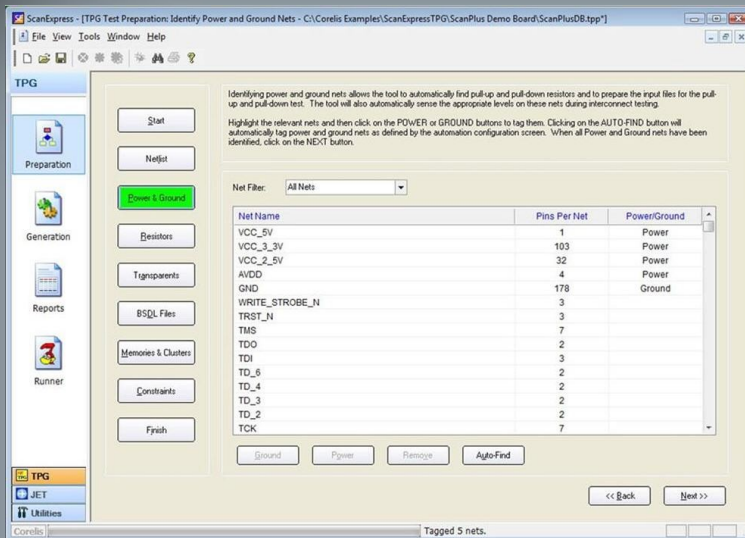 ScanExpress - [TPG Test Preparation: Identify Power and Ground Nets - C:\Corelis Examples\ScanExpressTPG\ScanPlus Demo Board\ScanPlusDB.tpp*]
File View Tools Window Help
TPG
Preparation
Generation
Reports
Runner
TPG
JET
Utilities
Start
Netlist
Power & Ground
Resistors
Transparents
BSDL Files
Memories & Clusters
Constraints
Finish
Identifying power and ground nets allows the tool to automatically find pull-up and pull-down resistors and to prepare the input files for the pull-
up and pull-down test. The tool will also automatically sense the appropriate levels on these nets during interconnect testing.
Highlight the relevant nets and then click on the POWER or GROUND buttons to tag them. Clicking on the AUTO-FIND button will
automatically tag power and ground nets as defined by the automation configuration screen. When all Power and Ground nets have been
identified, click on the NEXT button.
Net Filter: All Nets
Net Name Pins Per Net Power/Ground
VCC_5V 1 Power
VCC_3_3V 103 Power
VCC_2_5V 32 Power
AVDD 4 Power
GND 178 Ground
WRITE_STROBE_N 3
TRST_N 3
TMS 7
TDO 2
TDI 3
TD_6 2
TD_4 2
TD_3 2
TD_2 2
TCK 7
Ground Power Remove Auto-Find
<< Back Next >>
Corelis Tagged 5 nets.